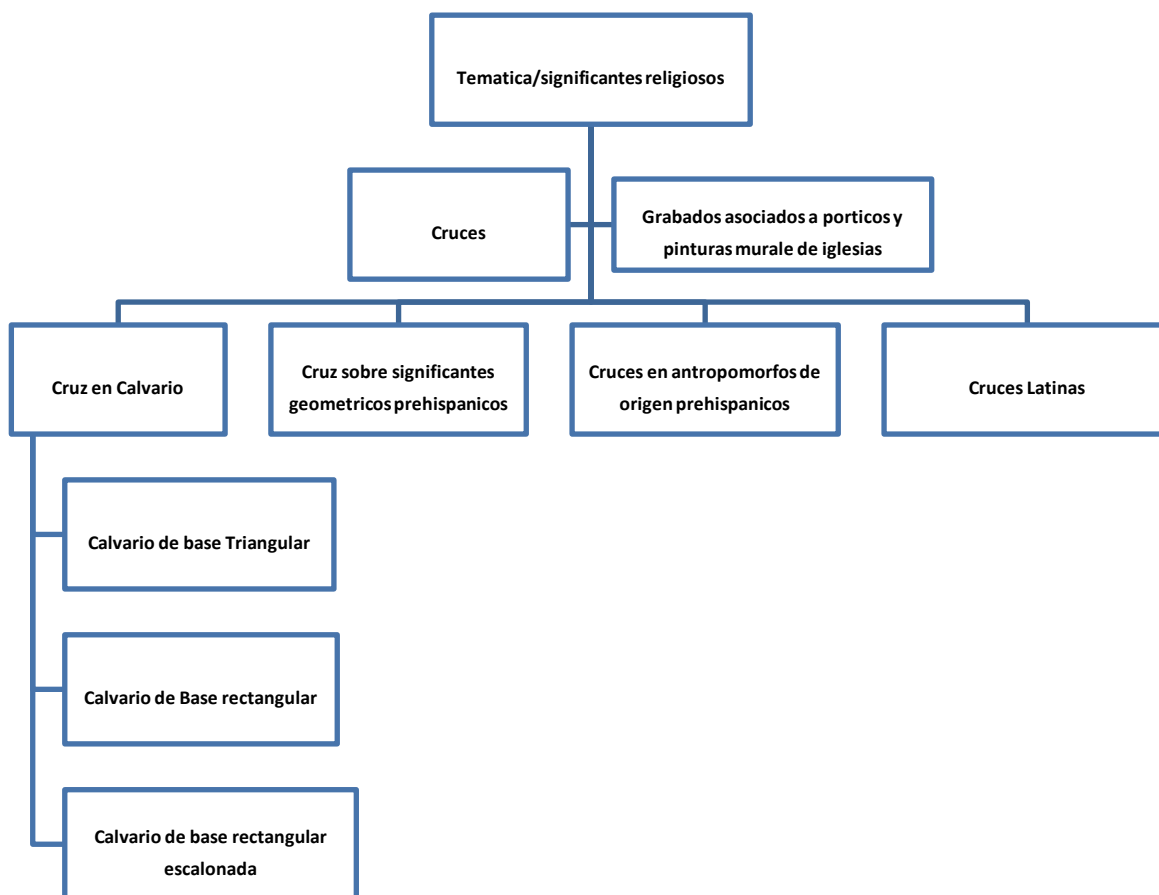 Tematica/significantes religiosos
Cruces
Grabados asociados a porticos y
pinturas murale de iglesias
Cruz en Calvario
Cruz sobre significantes
geometricos prehispanicos
Cruces en antropomorfos de
origen prehispanicos
Cruces Latinas
Calvario de base Triangular
Calvario de Base rectangular
Calvario de base rectangular
escalonada